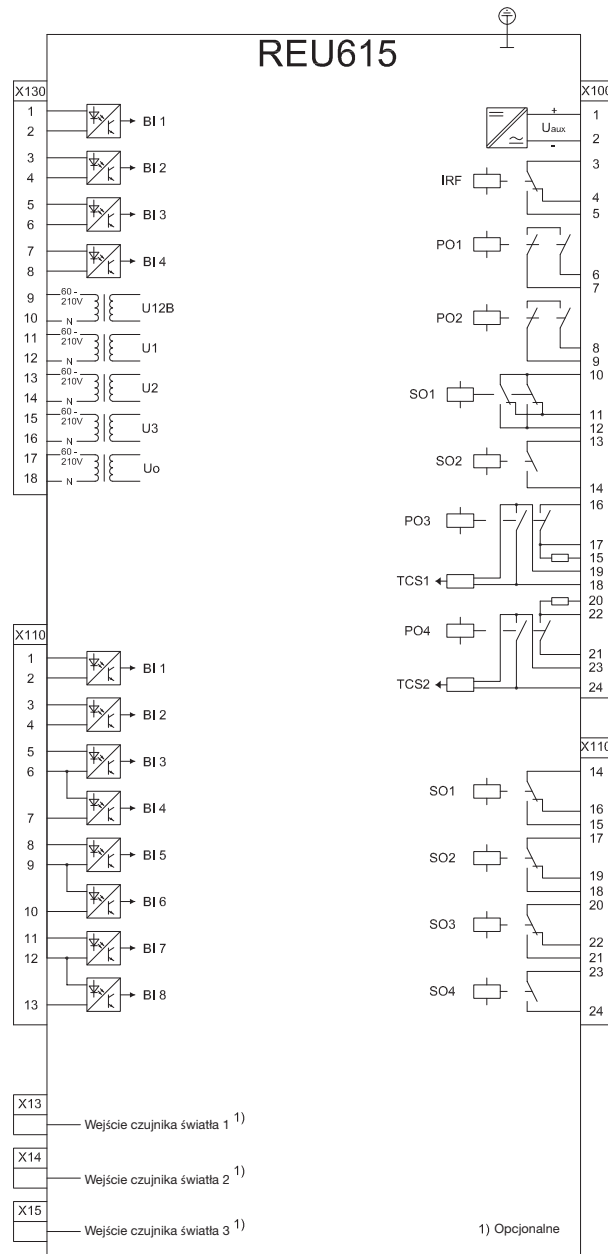 REU615
X130
1
2
BI 1
3
4
BI 2
5
6
BI 3
7
8
BI 4
9
60 -
210V
U12B
10
N
11
60 -
210V
U1
12
N
13
60 -
210V
U2
14
N
15
60 -
210V
U3
16
N
17
60 -
210V
Uo
18
N
X110
1
2
BI 1
3
4
BI 2
5
6
BI 3
7
BI 4
8
9
BI 5
10
BI 6
11
12
BI 7
13
BI 8
X13
Wejście czujnika światła 1 1)
X14
Wejście czujnika światła 2 1)
X15
Wejście czujnika światła 3 1)
X100
+
1
Uaux
2
-
3
IRF
4
5
PO1
6
7
PO2
8
9
10
SO1
11
12
13
SO2
14
16
PO3
17
15
19
TCS1
18
20
22
PO4
21
23
TCS2
24
X110
14
SO1
16
15
17
SO2
19
18
20
SO3
22
21
23
SO4
24
1) Opcjonalne